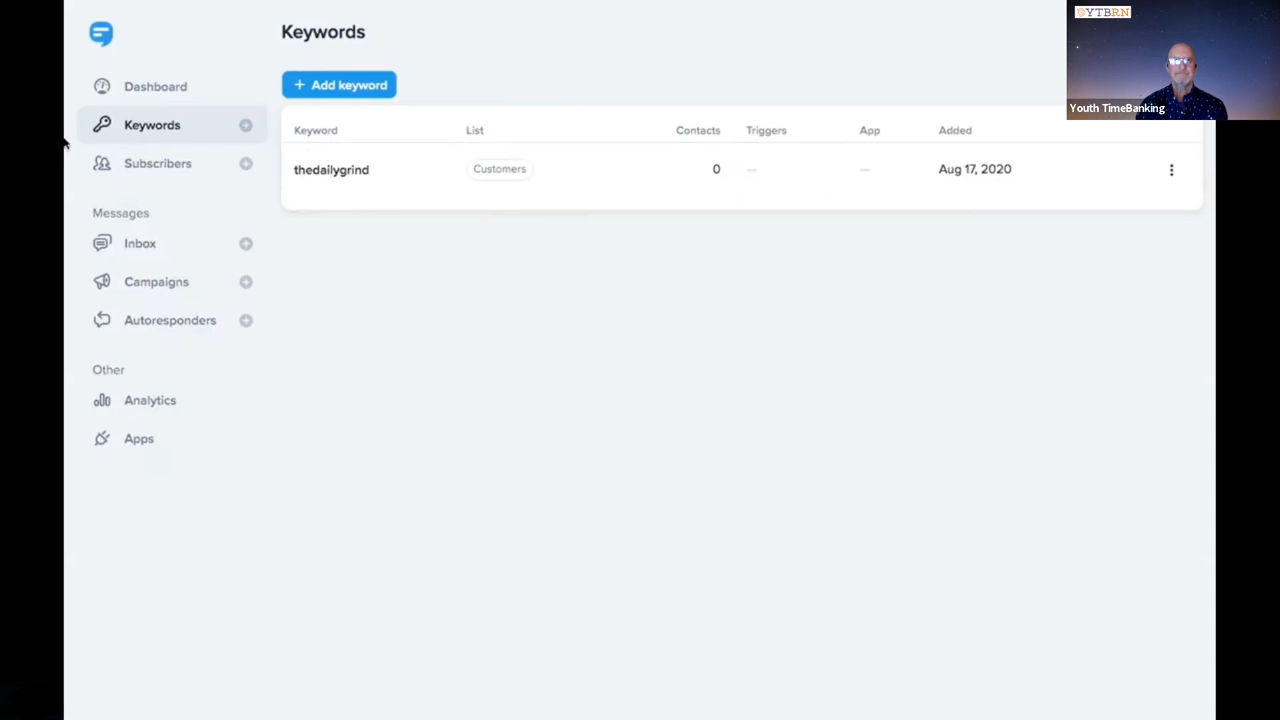 Keywords
+ Add keyword
Dashboard
Keywords
Subscribers
Messages
Inbox
Campaigns
Autoresponders
Other
Analytics
Apps
Keyword List Contacts Triggers App Added
thedailygrind Customers 0 — — Aug 17, 2020
YTBRN
Youth TimeBanking